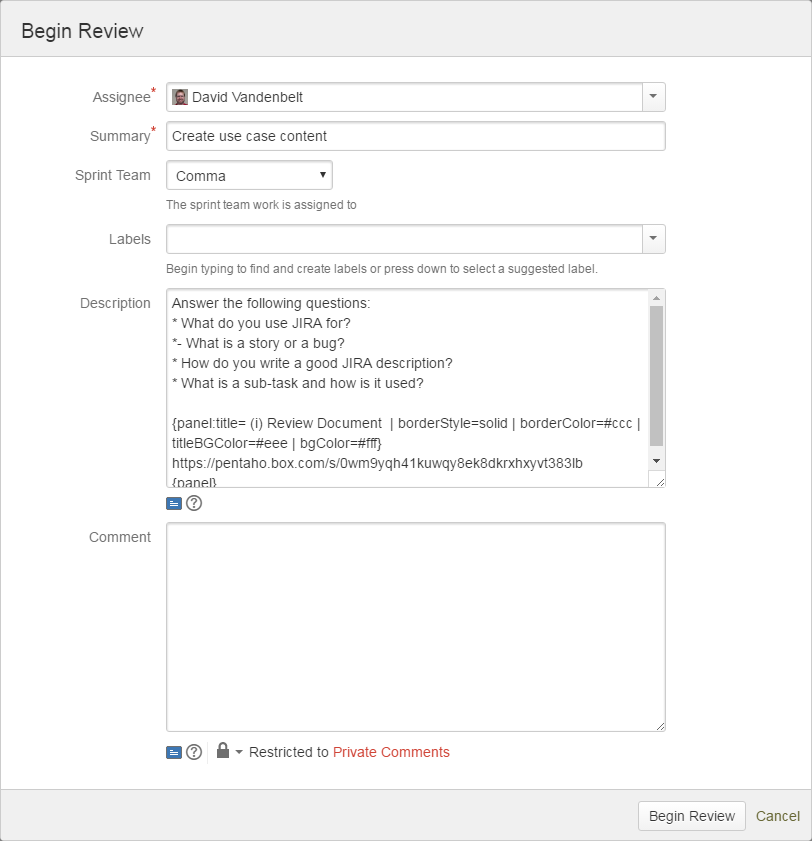 Begin Review
Assignee*
David Vandenbelt
Summary*
Create use case content
Sprint Team
Comma
The sprint team work is assigned to
Labels
Begin typing to find and create labels or press down to select a suggested label.
Description
Answer the following questions:
* What do you use JIRA for?
*- What is a story or a bug?
* How do you write a good JIRA description?
* What is a sub-task and how is it used?
{panel:title= (i) Review Document  | borderStyle=solid | borderColor=#ccc |
titleBGColor=#eee | bgColor=#fff}
https://pentaho.box.com/s/0wm9yqh41kuwqy8ek8dkrxhxyvt383lb
{panel}
Comment
Restricted to Private Comments
Begin Review
Cancel